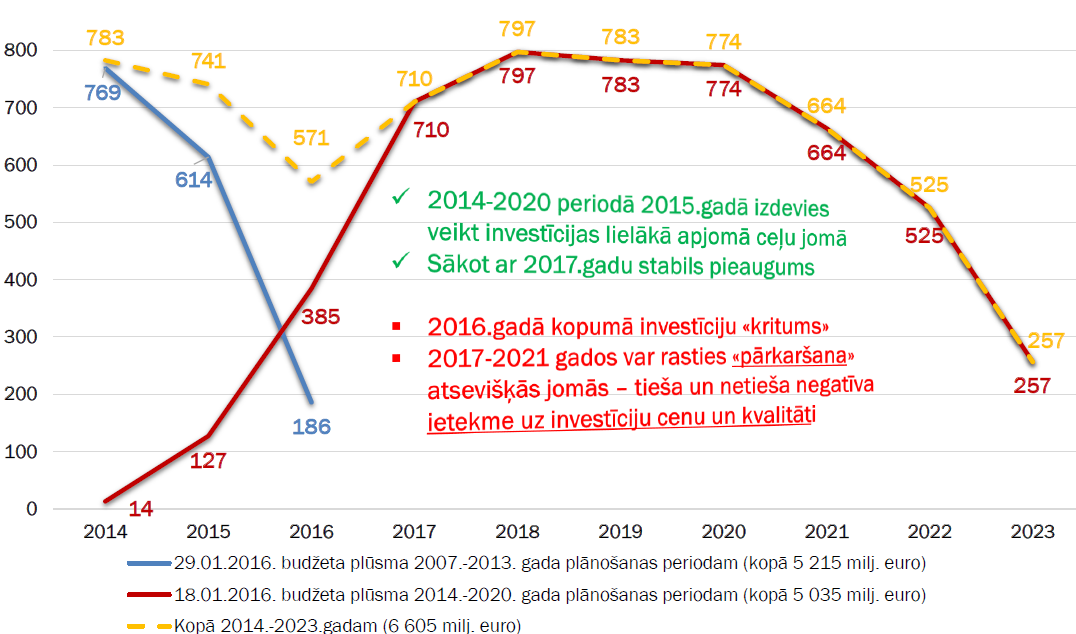 797
783
774
783
741
710
664
571
525
257
800
700
600
500
400
300
200
100
0
769
614
186
14
127
385
710
797
783
774
664
525
257
✓ 2014-2020 periodā 2015.gadā izdevies
veikt investīcijas lielākā apjomā ceļu jomā
✓ Sākot ar 2017.gadu stabils pieaugums
▪ 2016.gadā kopumā investīciju «kritums»
▪ 2017-2021 gados var rasties «pārkaršana»
atsevišķās jomās – tieša un netieša negatīva
ietekme uz investīciju cenu un kvalitāti
2014 2015 2016 2017 2018 2019 2020 2021 2022 2023
29.01.2016. budžeta plūsma 2007.-2013. gada plānošanas periodam (kopā 5 215 milj. euro)
18.01.2016. budžeta plūsma 2014.-2020. gada plānošanas periodam (kopā 5 035 milj. euro)
Kopā 2014.-2023.gadam (6 605 milj. euro)